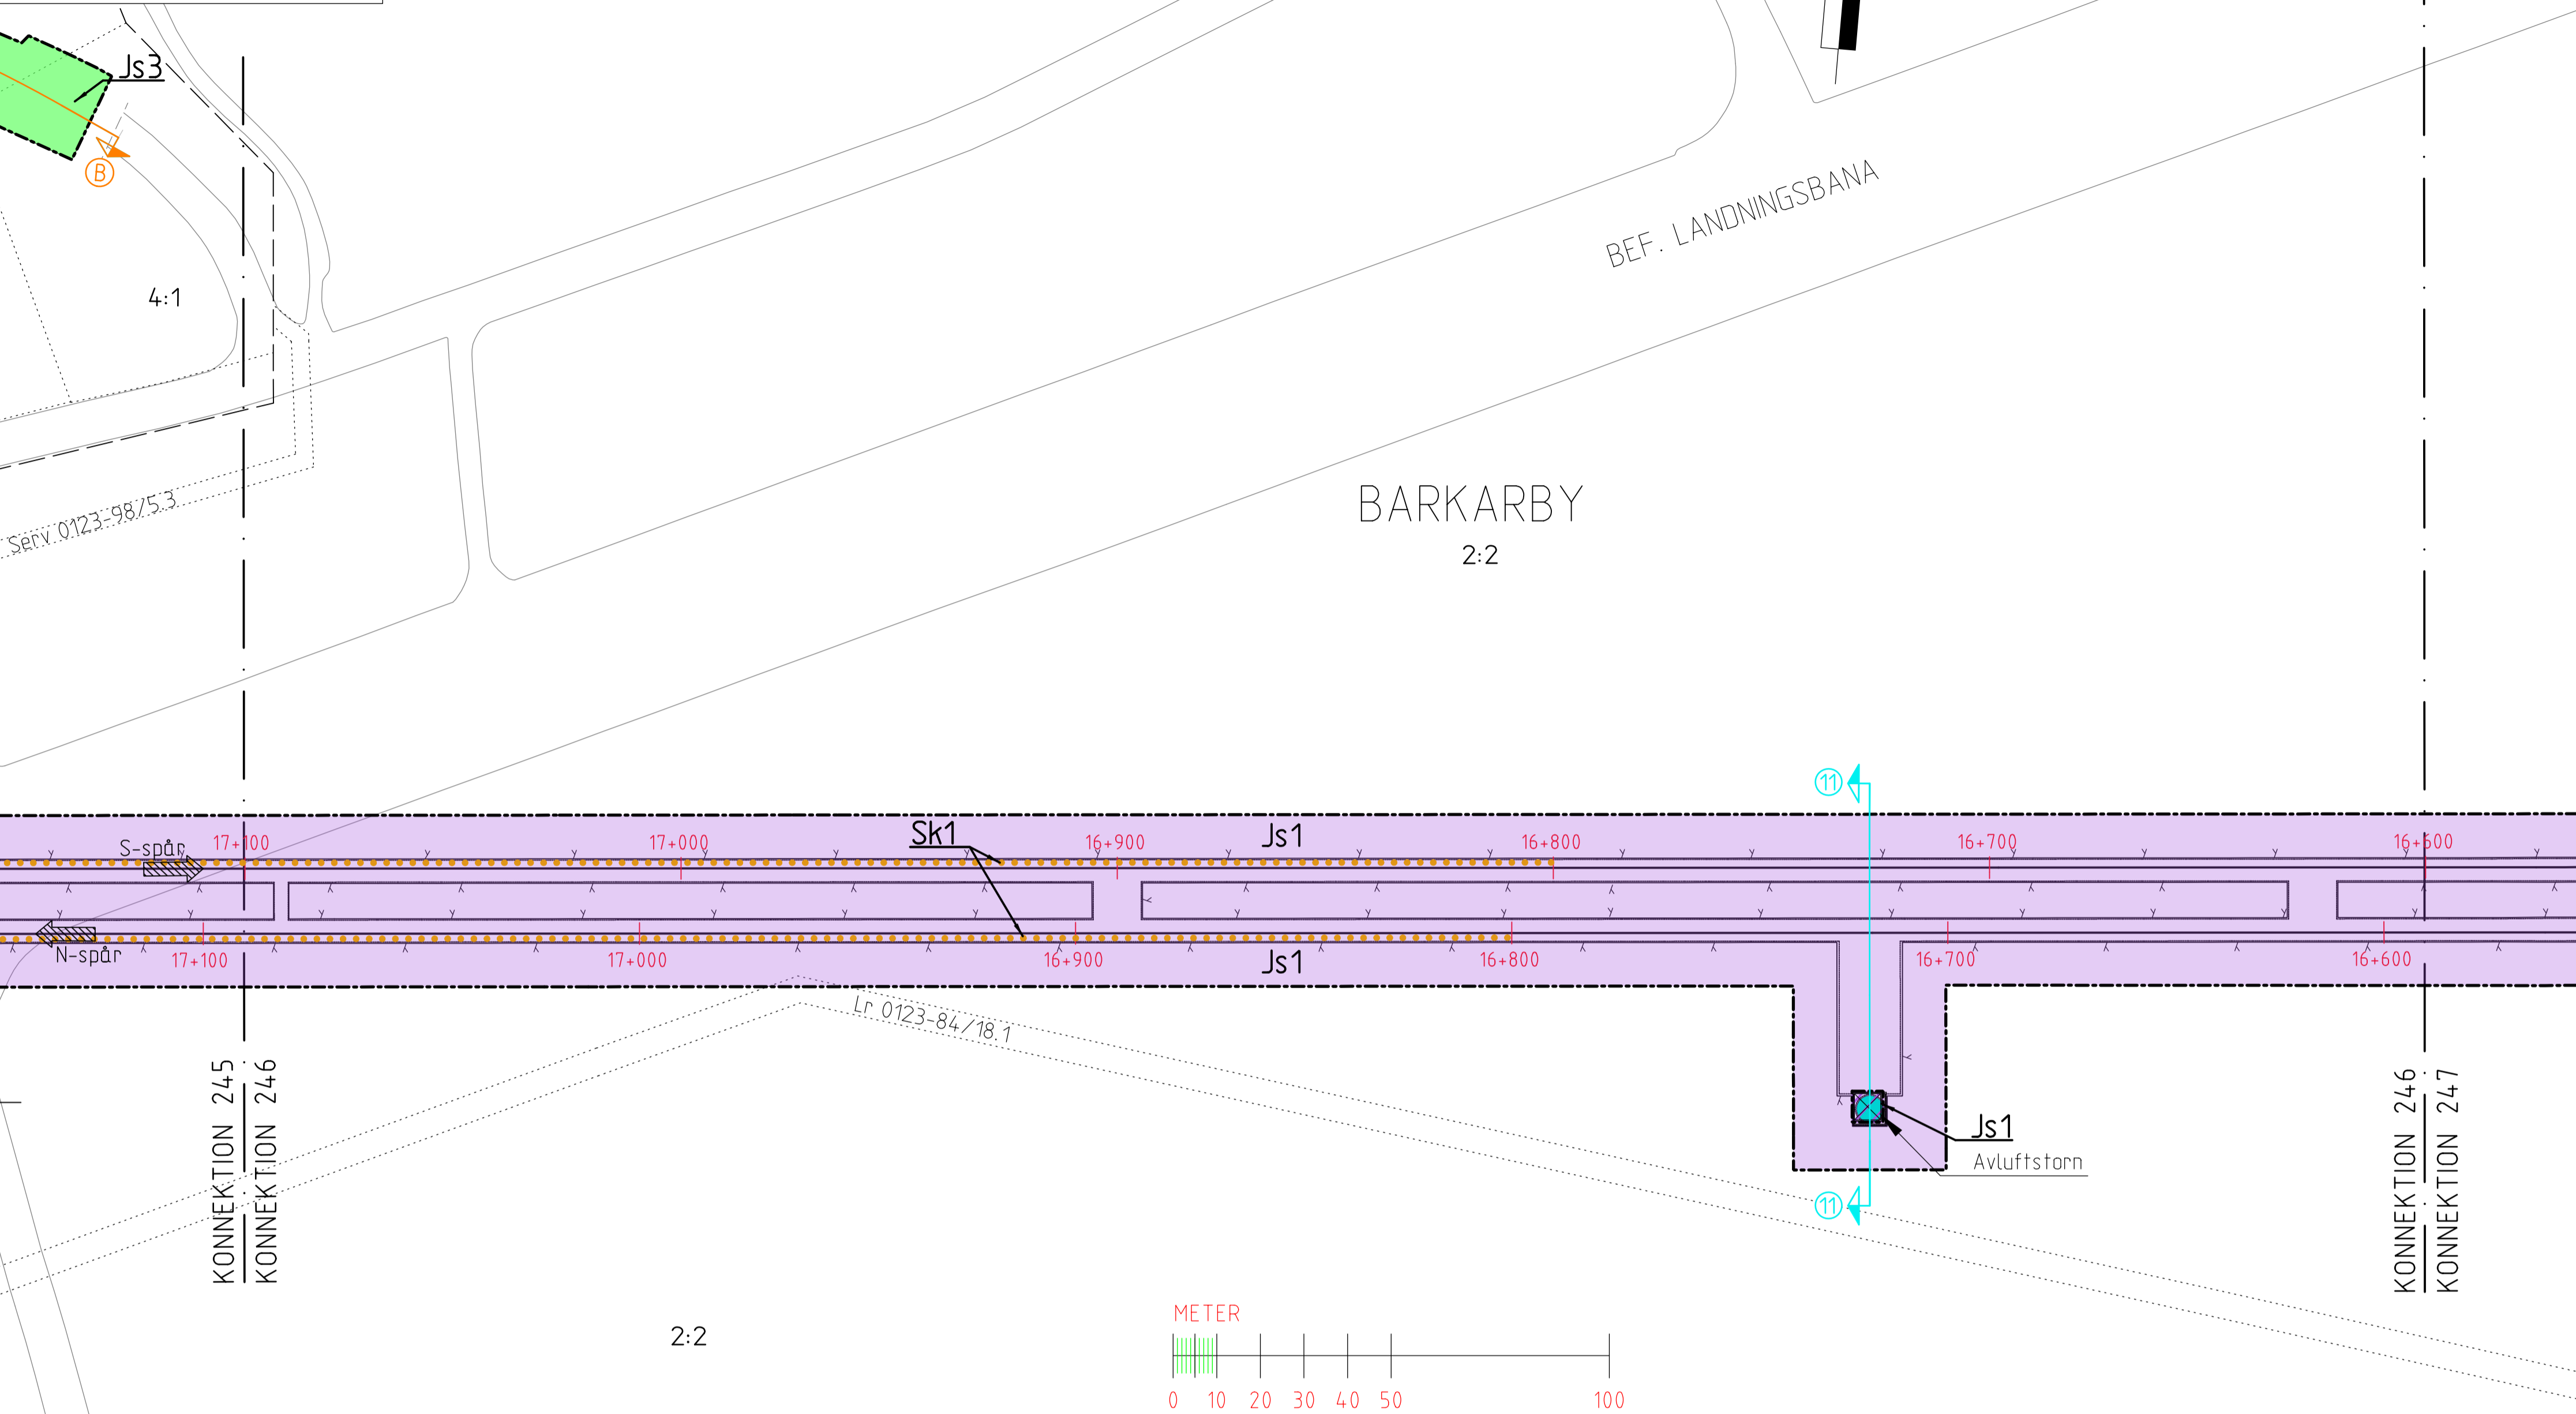 Js3
B
4:1
BEF. LANDNINGSBANA
Serv 0123-98/5.3
BARKARBY
2:2
11
S-spår
17+100
17+000
Sk1
16+900
Js1
16+800
16+700
16+600
N-spår
17+100
17+000
16+900
Js1
16+800
16+700
16+600
Lr 0123-84/18.1
KONNEKTION 245
KONNEKTION 246
Js1
Avluftstorn
11
KONNEKTION 246
KONNEKTION 247
2:2
METER
0 10 20 30 40 50 100